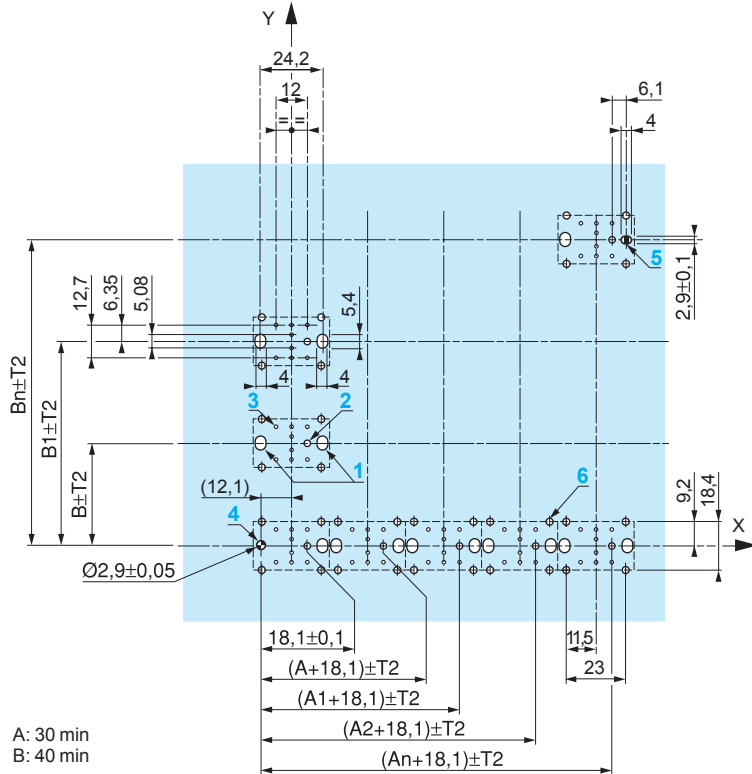 Y
24,2
12
= =
6,1
4
5
2,9±0,1
12,7
6,35
5,08
5,4
4
4
3
2
1
Bn±T2
B1±T2
B±T2
(12,1)
4
6
9,2
18,4
X
Ø2,9±0,05
18,1±0,1
11,5
(A+18,1)±T2
23
(A1+18,1)±T2
(A2+18,1)±T2
(An+18,1)±T2
A: 30 min
B: 40 min